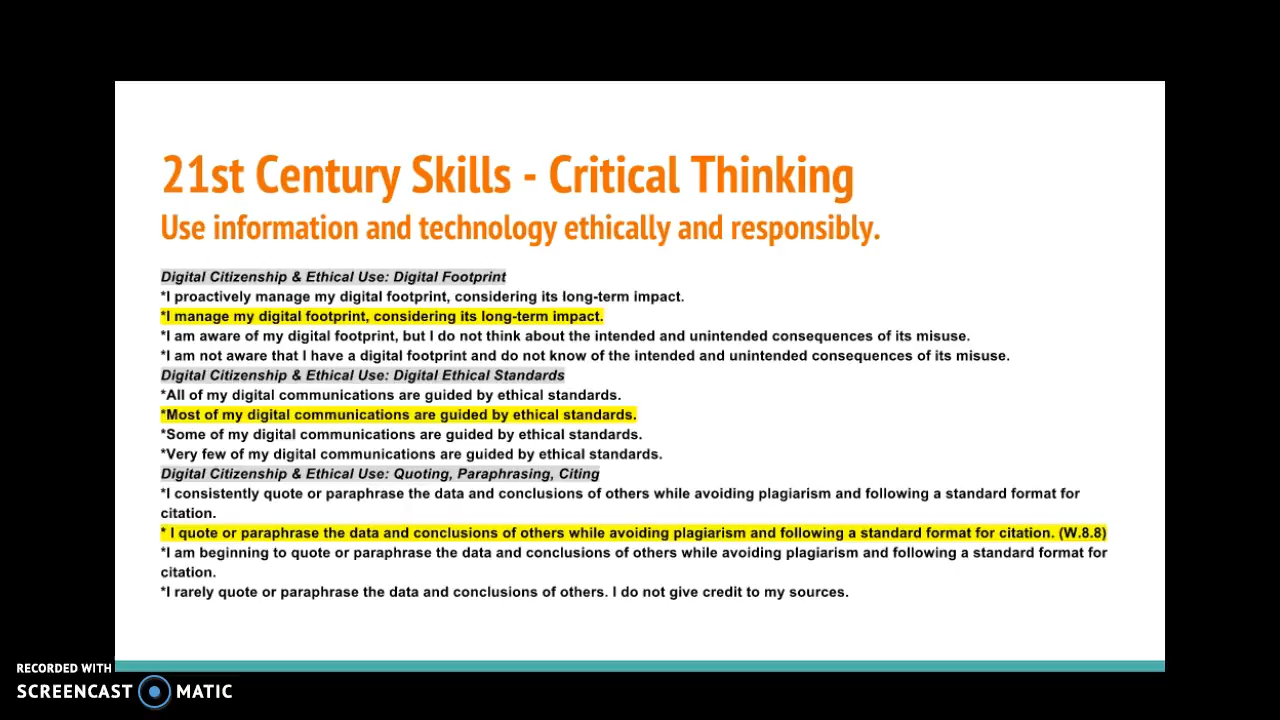 21st Century Skills - Critical Thinking
Use information and technology ethically and responsibly.
Digital Citizenship & Ethical Use: Digital Footprint
*I proactively manage my digital footprint, considering its long-term impact.
*I manage my digital footprint, considering its long-term impact.
*I am aware of my digital footprint, but I do not think about the intended and unintended consequences of its misuse.
*I am not aware that I have a digital footprint and do not know of the intended and unintended consequences of its misuse.
Digital Citizenship & Ethical Use: Digital Ethical Standards
*All of my digital communications are guided by ethical standards.
*Most of my digital communications are guided by ethical standards.
*Some of my digital communications are guided by ethical standards.
*Very few of my digital communications are guided by ethical standards.
Digital Citizenship & Ethical Use: Quoting, Paraphrasing, Citing
*I consistently quote or paraphrase the data and conclusions of others while avoiding plagiarism and following a standard format for
citation.
* I quote or paraphrase the data and conclusions of others while avoiding plagiarism and following a standard format for citation. (W.8.8)
*I am beginning to quote or paraphrase the data and conclusions of others while avoiding plagiarism and following a standard format for
citation.
*I rarely quote or paraphrase the data and conclusions of others. I do not give credit to my sources.
RECORDED WITH
SCREENCAST MATIC